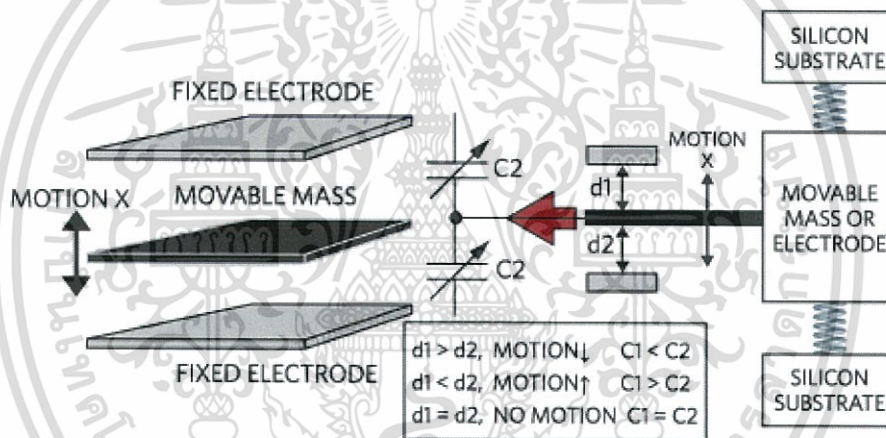 SILICON
SUBSTRATE
FIXED ELECTRODE
MOTION
X
C2
d1
MOTION X
MOVABLE MASS
MOVABLE
MASS OR
ELECTRODE
d2
C2
d1 > d2, MOTION↓ C1 < C2
d1 < d2, MOTION↑ C1 > C2
d1 = d2, NO MOTION C1 = C2
FIXED ELECTRODE
SILICON
SUBSTRATE